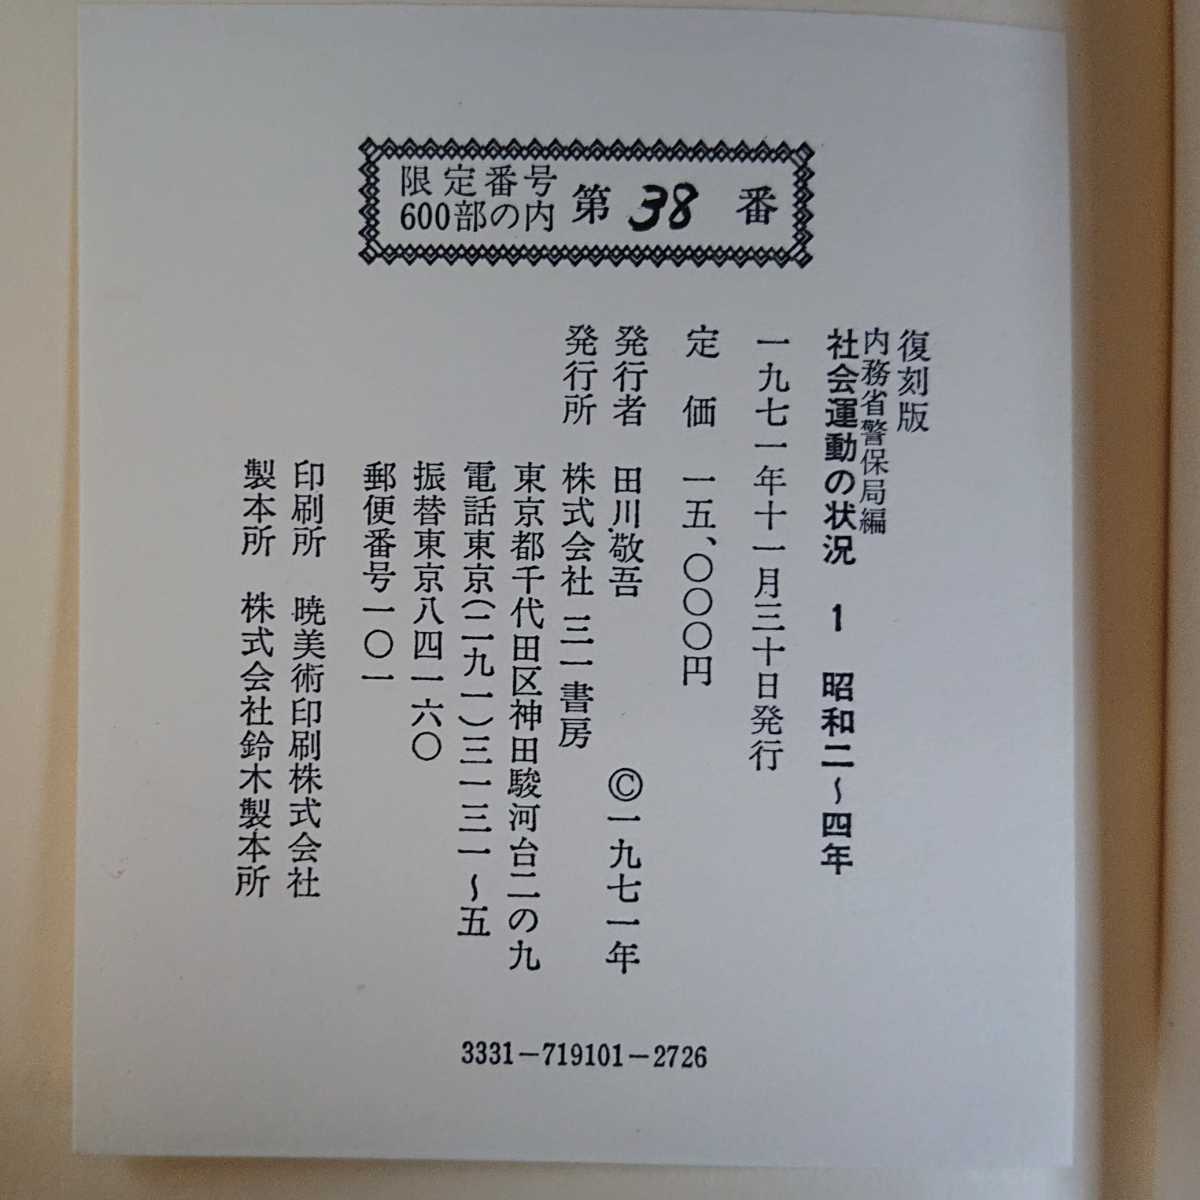 限定番号
600部の内
第 38 番
復刻版
内務省警保局編
社会運動の状況 1 昭和二～四年
一九七一年十一月三十日発行
定価 一五、〇〇〇円
発行者 田川敬吾 ©一九七一年
発行所 株式会社 三一書房
東京都千代田区神田駿河台二の九
電話東京(二九一)三一三一～五
振替東京八四一六〇
郵便番号一〇一
印刷所 暁美術印刷株式会社
製本所 株式会社鈴木製本所
3331-719101-2726